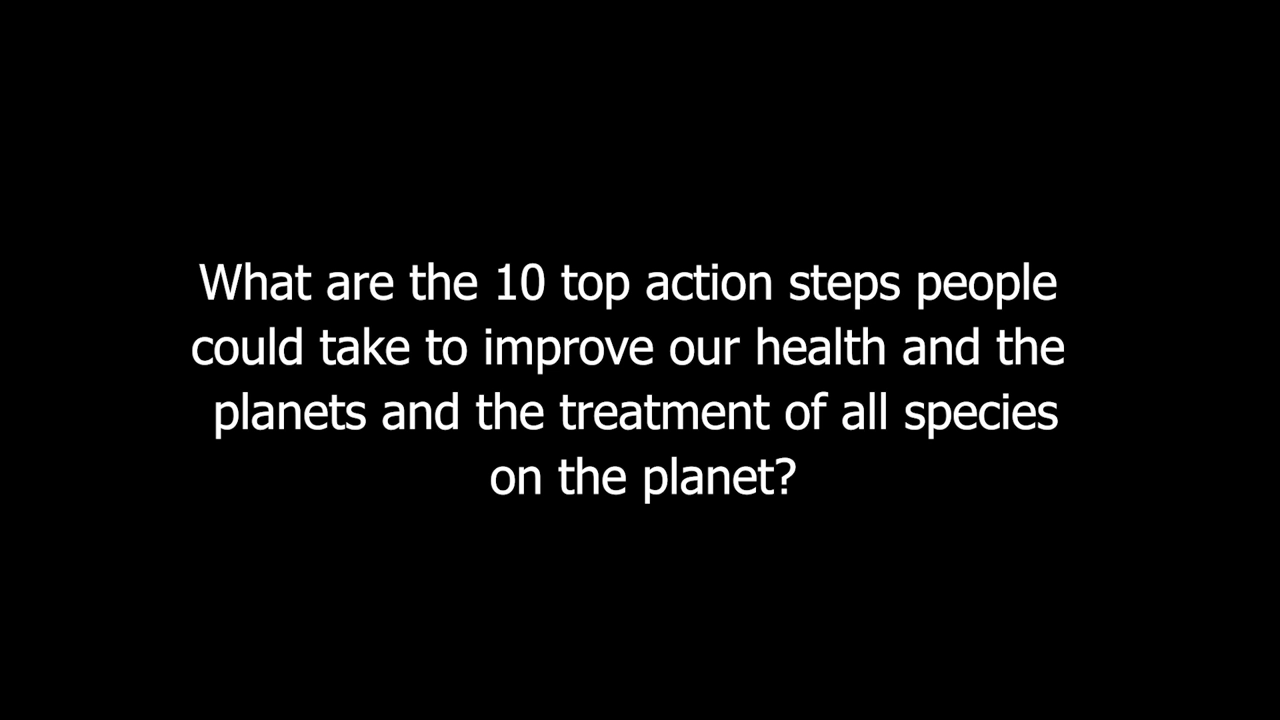 What are the 10 top action steps people
could take to improve our health and the
planets and the treatment of all species
on the planet?